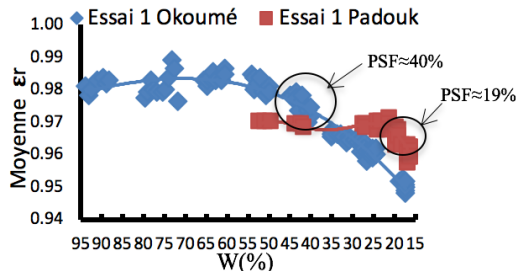 Essai 1 Okoumé Essai 1 Padouk
1.00
0.99
0.98
0.97
0.96
0.95
0.94
Moyenne εr
PSF≈40%
PSF≈19%
95 90 85 80 75 70 65 60 55 50 45 40 35 30 25 20 15
W(%)